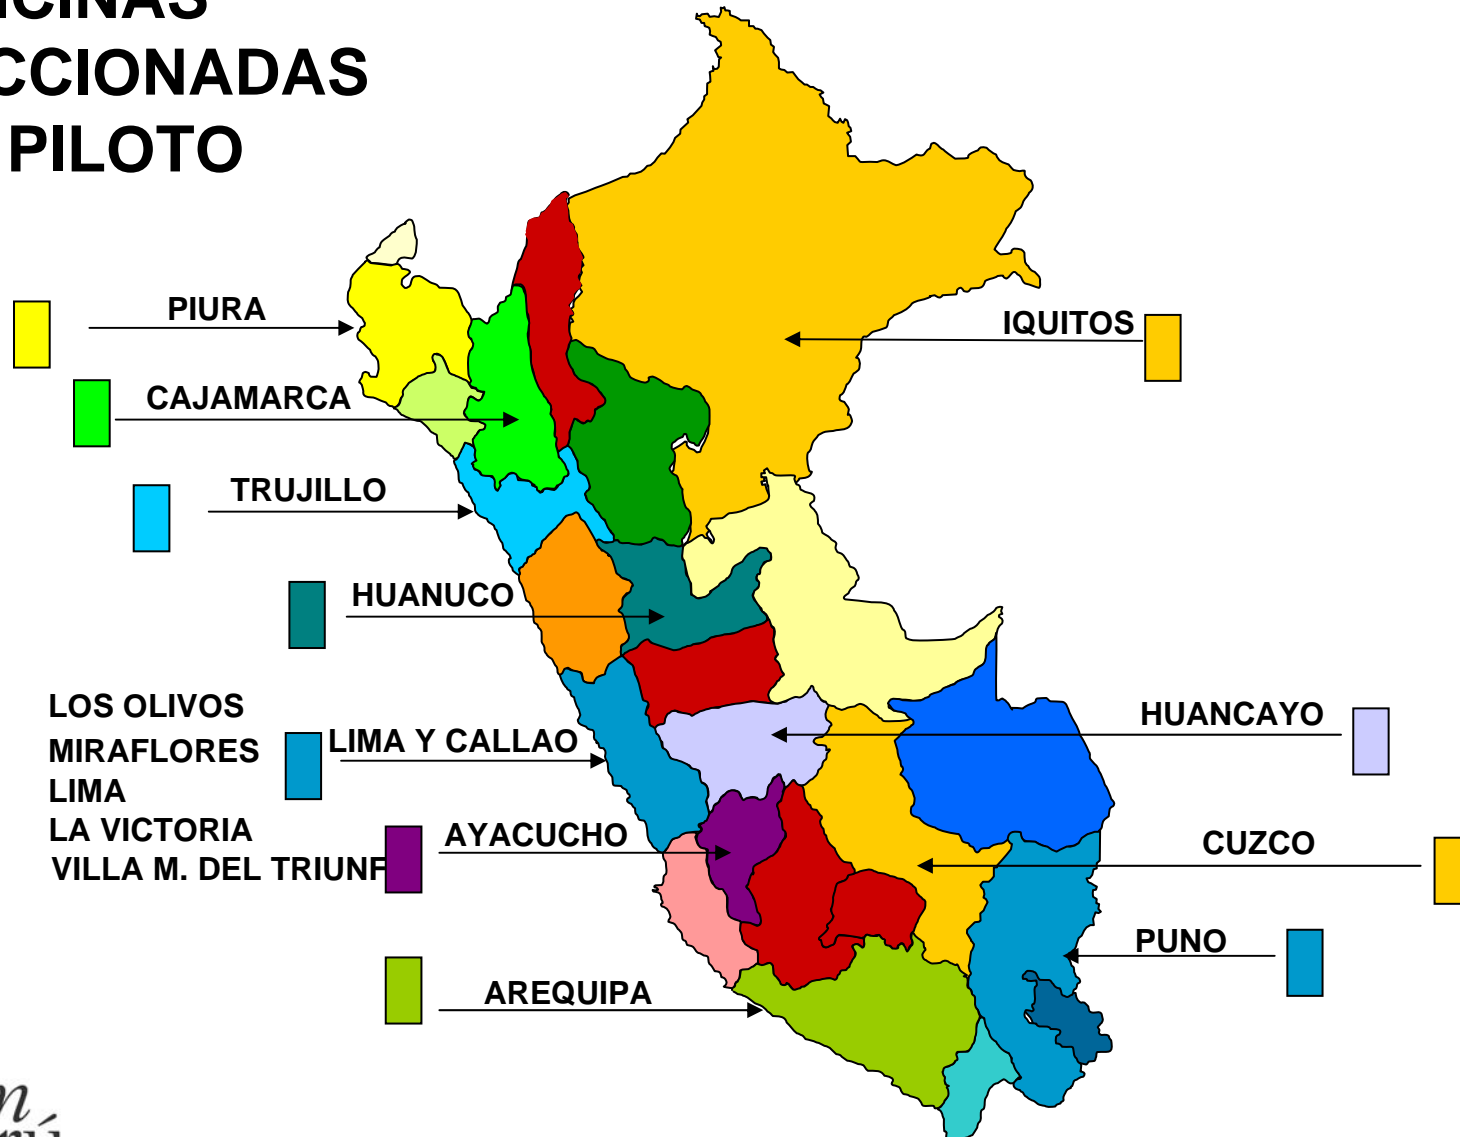 CCIONADAS
PILOTO
PIURA
IQUITOS
CAJAMARCA
TRUJILLO
HUANUCO
LOS OLIVOS
HUANCAYO
MIRAFLORES
LIMA Y CALLAO
LIMA
LA VICTORIA
AYACUCHO
CUZCO
VILLA M. DEL TRIUNF
PUNO
AREQUIPA